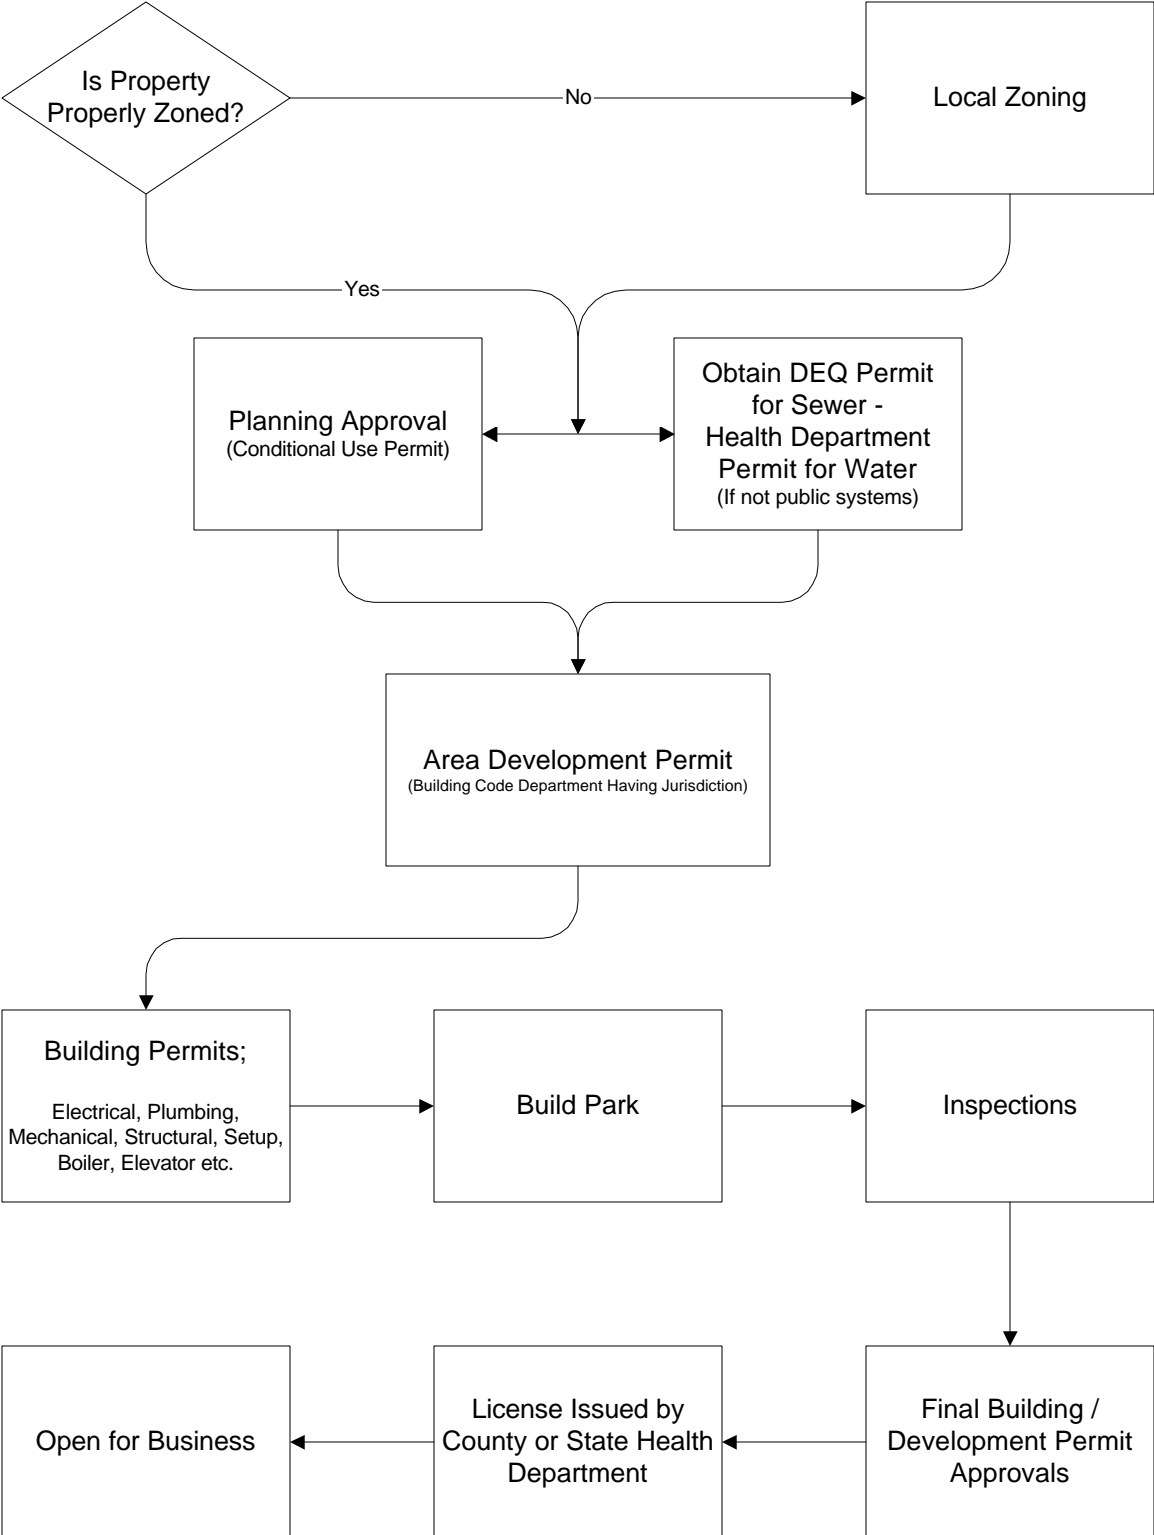 Is Property
Properly Zoned?
No
Local Zoning
Yes
Planning Approval
(Conditional Use Permit)
Obtain DEQ Permit
for Sewer -
Health Department
Permit for Water
(If not public systems)
Area Development Permit
(Building Code Department Having Jurisdiction)
Building Permits;
Electrical, Plumbing,
Mechanical, Structural, Setup,
Boiler, Elevator etc.
Build Park
Inspections
Open for Business
License Issued by
County or State Health
Department
Final Building /
Development Permit
Approvals